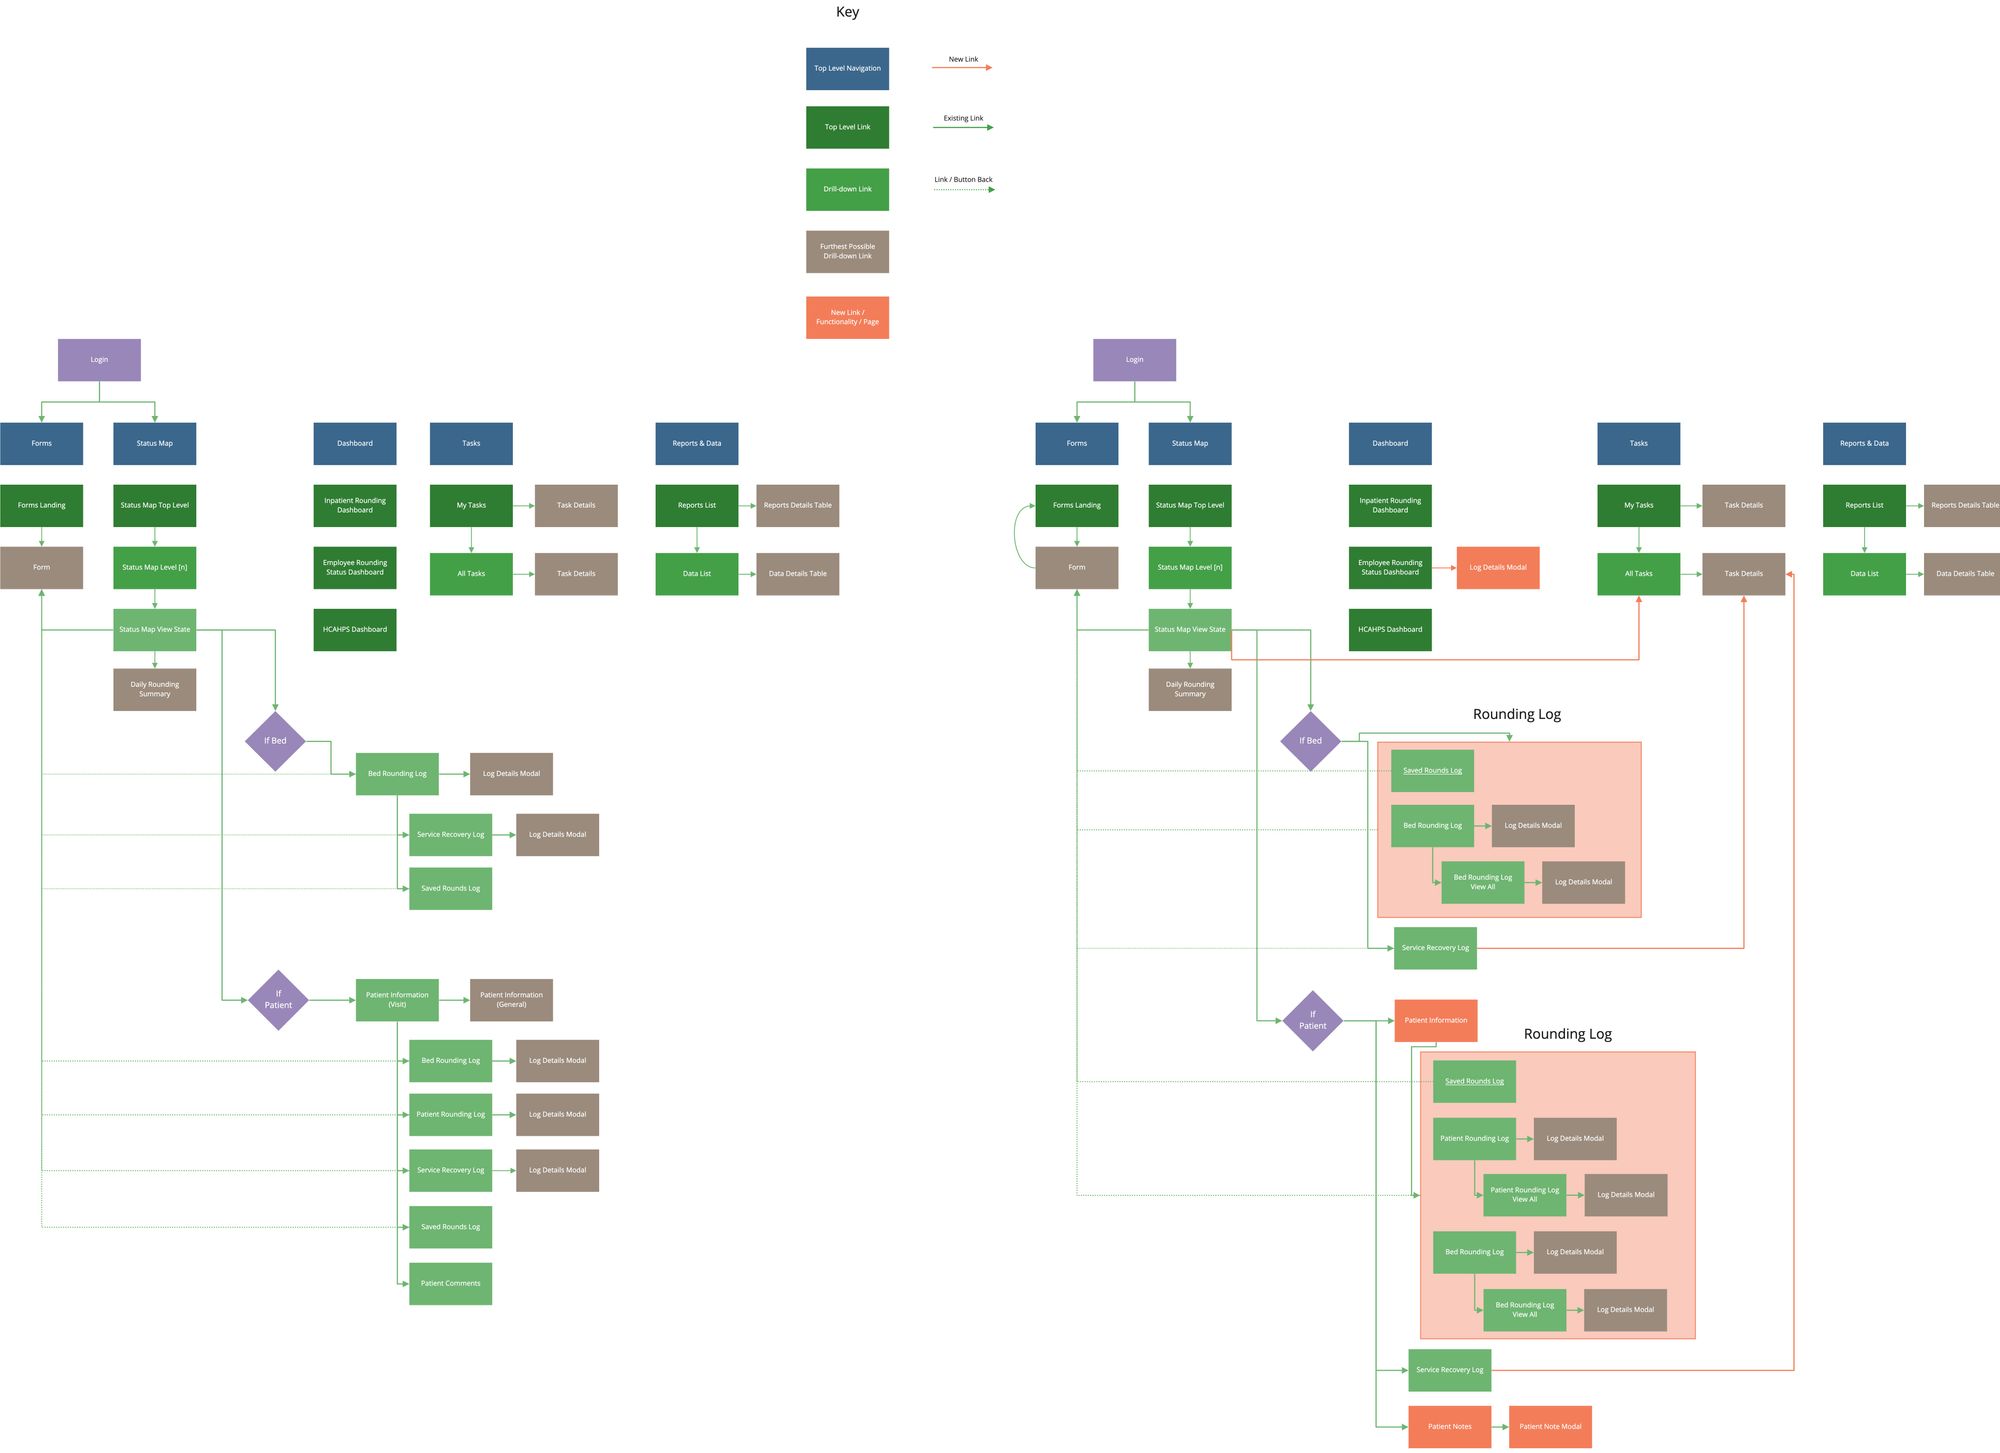 Key
Top Level Navigation
New Link
Top Level Link
Existing Link
Drill-down Link
Link / Button Back
Furthest Possible
Drill-down Link
New Link /
Functionality / Page
Login
Forms
Status Map
Dashboard
Tasks
Reports & Data
Forms Landing
Status Map Top Level
Inpatient Rounding
Dashboard
My Tasks
Task Details
Reports List
Reports Details Table
Form
Status Map Level [n]
Employee Rounding
Status Dashboard
All Tasks
Task Details
Data List
Data Details Table
Status Map View State
HCAHPS Dashboard
Daily Rounding
Summary
If Bed
Bed Rounding Log
Log Details Modal
Service Recovery Log
Log Details Modal
Saved Rounds Log
If
Patient
Patient Information
(Visit)
Patient Information
(General)
Bed Rounding Log
Log Details Modal
Patient Rounding Log
Log Details Modal
Service Recovery Log
Log Details Modal
Saved Rounds Log
Patient Comments
Login
Forms
Status Map
Dashboard
Tasks
Reports & Data
Forms Landing
Status Map Top Level
Inpatient Rounding
Dashboard
My Tasks
Task Details
Reports List
Reports Details Table
Form
Status Map Level [n]
Employee Rounding
Status Dashboard
Log Details Modal
All Tasks
Task Details
Data List
Data Details Table
Status Map View State
HCAHPS Dashboard
Daily Rounding
Summary
If Bed
Rounding Log
Saved Rounds Log
Bed Rounding Log
Log Details Modal
Bed Rounding Log
View All
Log Details Modal
Service Recovery Log
If
Patient
Patient Information
Rounding Log
Saved Rounds Log
Patient Rounding Log
Log Details Modal
Patient Rounding Log
View All
Log Details Modal
Bed Rounding Log
Log Details Modal
Bed Rounding Log
View All
Log Details Modal
Service Recovery Log
Patient Notes
Patient Note Modal